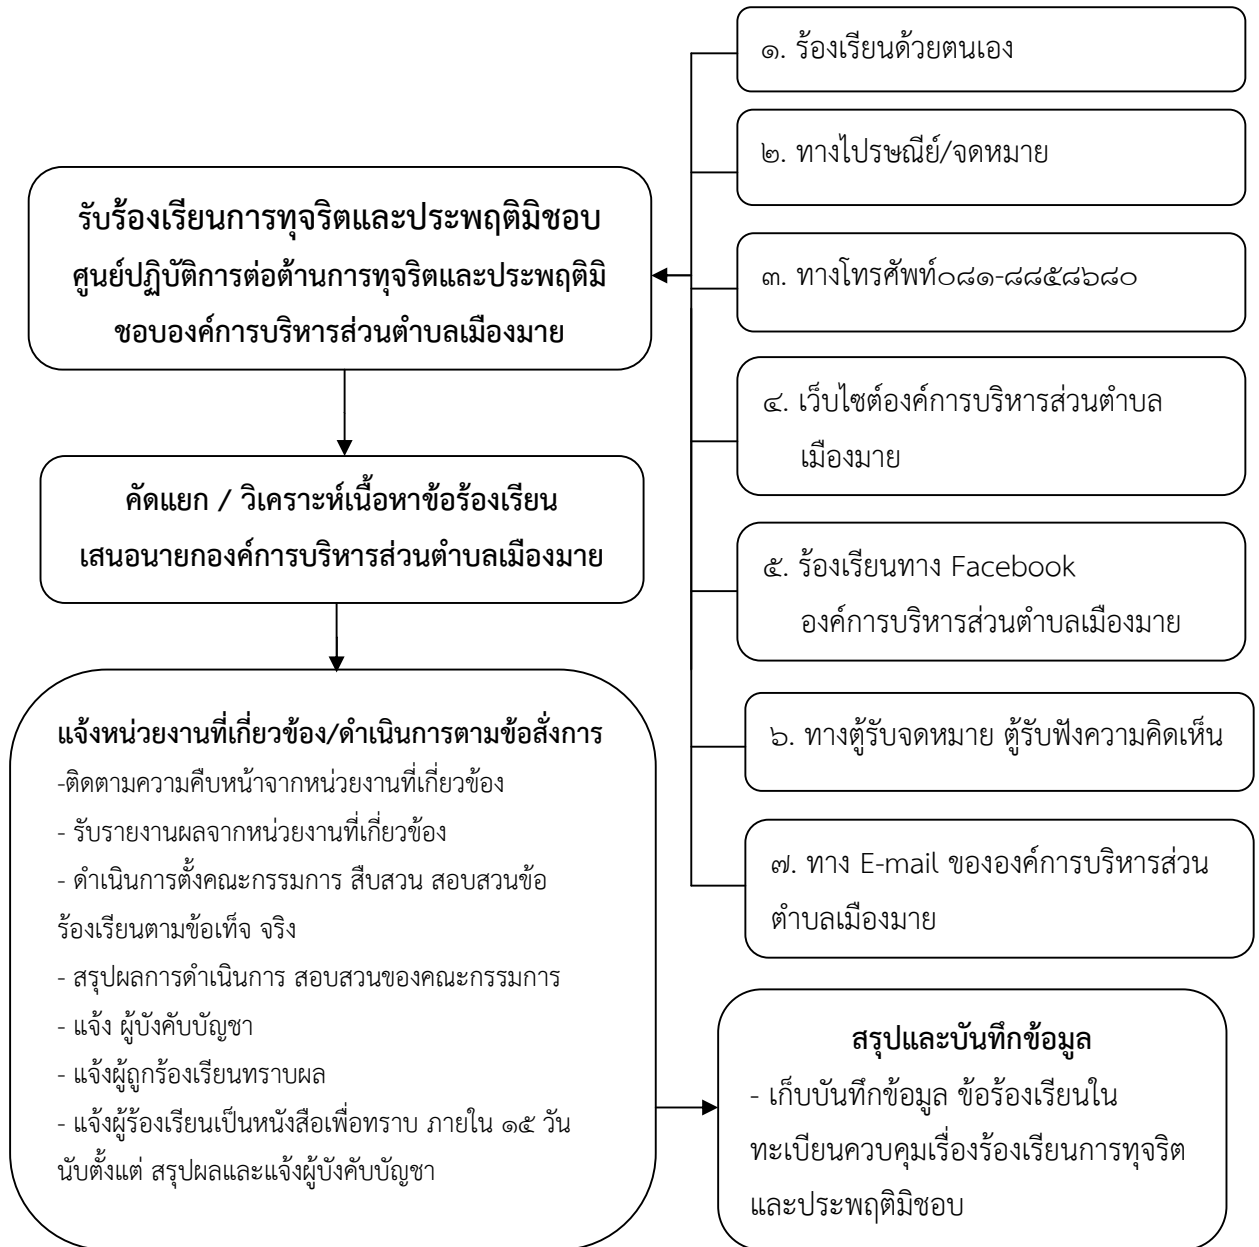 ๑. ร้องเรียนด้วยตนเอง
๒. ทางไปรษณีย์/จดหมาย
รับร้องเรียนการทุจริตและประพฤติมิชอบ
ศูนย์ปฏิบัติการต่อต้านการทุจริตและประพฤติมิ
ชอบองค์การบริหารส่วนตำบลเมืองมาย
๓. ทางโทรศัพท์๐๘๑-๘๘๕๘๖๘๐
๔. เว็บไซต์องค์การบริหารส่วนตำบล
เมืองมาย
คัดแยก / วิเคราะห์เนื้อหาข้อร้องเรียน
เสนอนายกองค์การบริหารส่วนตำบลเมืองมาย
๕. ร้องเรียนทาง Facebook
องค์การบริหารส่วนตำบลเมืองมาย
๖. ทางตู้รับจดหมาย ตู้รับฟังความคิดเห็น
๗. ทาง E-mail ขององค์การบริหารส่วน
ตำบลเมืองมาย
แจ้งหน่วยงานที่เกี่ยวข้อง/ดำเนินการตามข้อสั่งการ
-ติดตามความคืบหน้าจากหน่วยงานที่เกี่ยวข้อง
- รับรายงานผลจากหน่วยงานที่เกี่ยวข้อง
- ดำเนินการตั้งคณะกรรมการ สืบสวน สอบสวนข้อ
ร้องเรียนตามข้อเท็จ จริง
- สรุปผลการดำเนินการ สอบสวนของคณะกรรมการ
- แจ้ง ผู้บังคับบัญชา
- แจ้งผู้ถูกร้องเรียนทราบผล
- แจ้งผู้ร้องเรียนเป็นหนังสือเพื่อทราบ ภายใน ๑๕ วัน
นับตั้งแต่ สรุปผลและแจ้งผู้บังคับบัญชา
สรุปและบันทึกข้อมูล
- เก็บบันทึกข้อมูล ข้อร้องเรียนใน
ทะเบียนควบคุมเรื่องร้องเรียนการทุจริต
และประพฤติมิชอบ